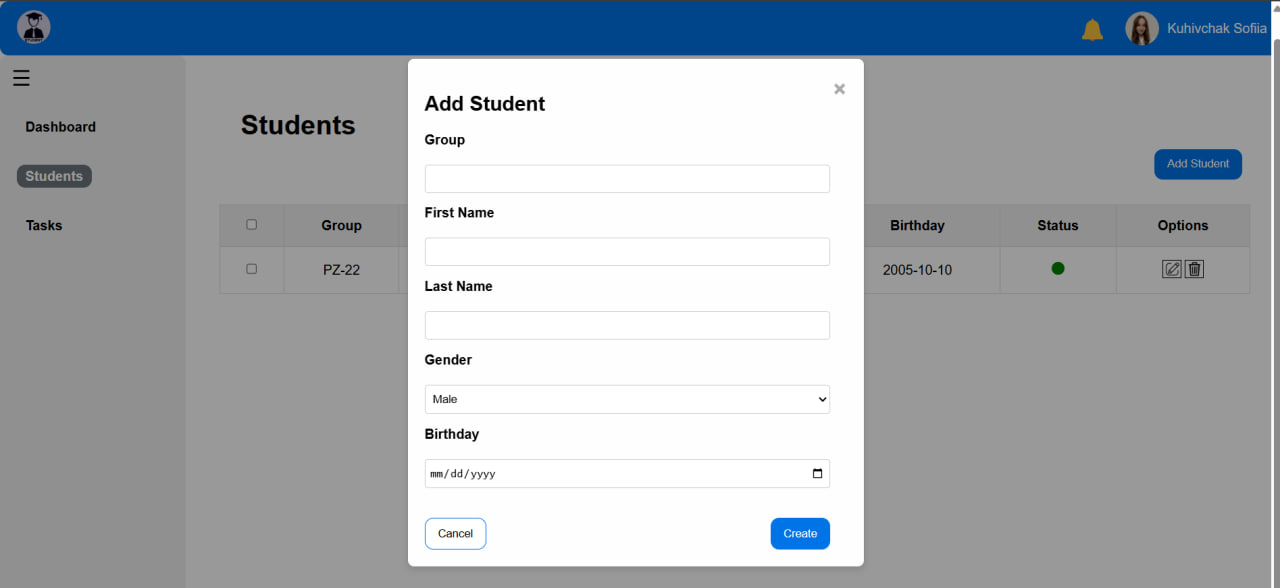 Kuhivchak Sofiia
Dashboard
Students
Tasks
Students
Add Student
Group
Birthday
Status
Options
PZ-22
2005-10-10
Add Student
×
Group
First Name
Last Name
Gender
Male
Birthday
mm/dd/yyyy
Cancel
Create